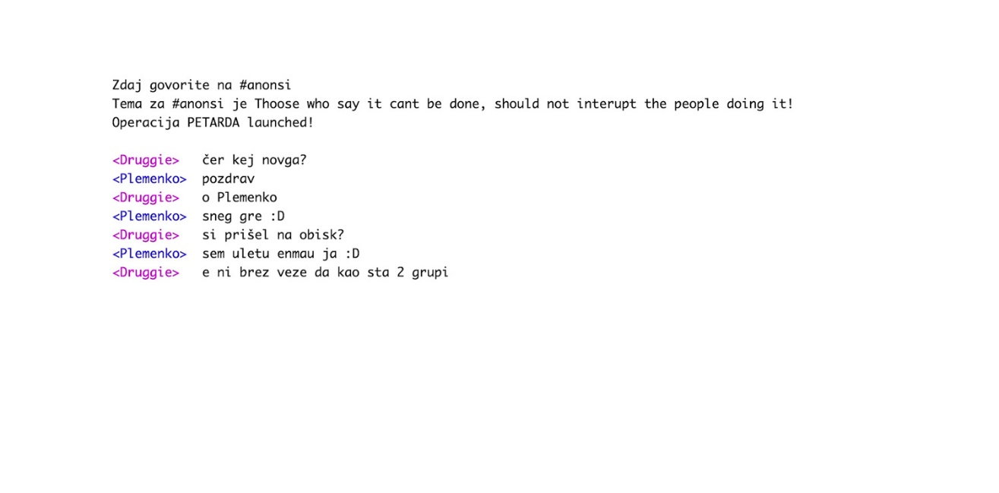 Zdaj govorite na #anonsi
Tema za #anonsi je Thoose who say it cant be done, should not interupt the people doing it!
Operacija PETARDA launched!
<Druggie> čer kej novga?
<Plemenko> pozdrav
<Druggie> o Plemenko
<Plemenko> sneg gre :D
<Druggie> si prišel na obisk?
<Plemenko> sem uletu enmau ja :D
<Druggie> e ni brez veze da kao sta 2 grupi